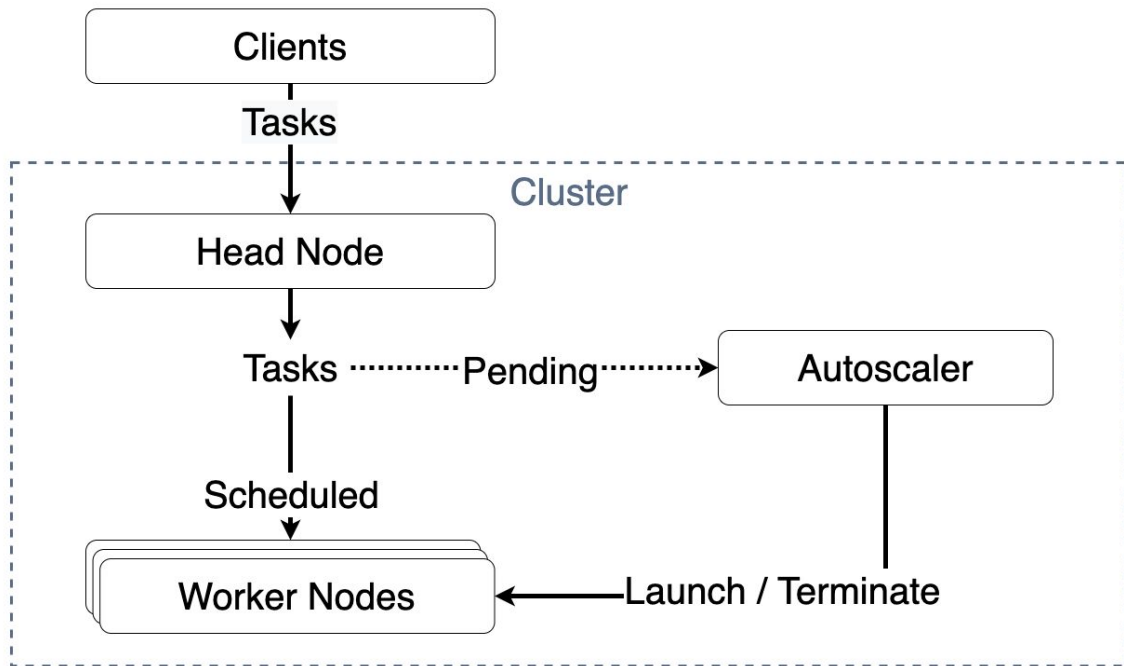 Clients
Tasks
Cluster
Head Node
Tasks
Pending
Autoscaler
Scheduled
Worker Nodes
Launch / Terminate